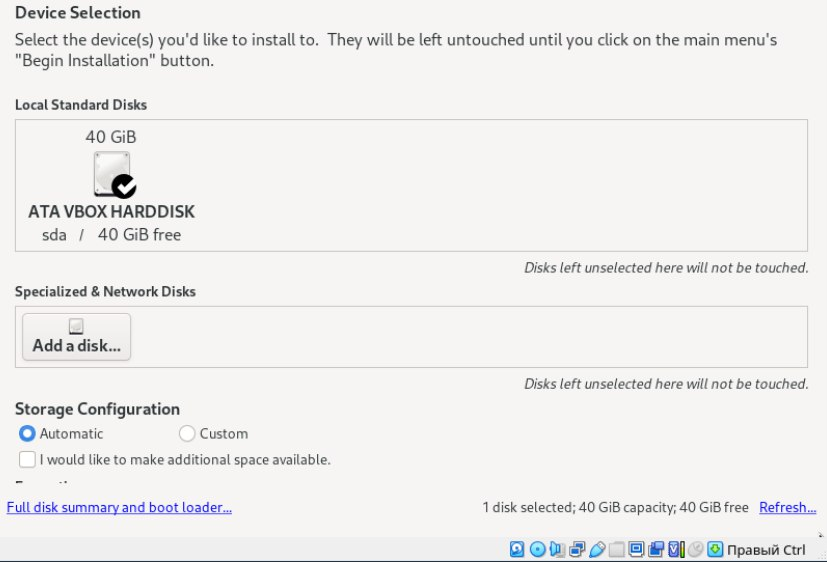 Device Selection
Select the device(s) you'd like to install to. They will be left untouched until you click on the main menu's
"Begin Installation" button.
Local Standard Disks
40 GiB
ATA VBOX HARDDISK
sda / 40 GiB free
Disks left unselected here will not be touched.
Specialized & Network Disks
Add a disk...
Disks left unselected here will not be touched.
Storage Configuration
Automatic
Custom
I would like to make additional space available.
Full disk summary and boot loader...
1 disk selected; 40 GiB capacity; 40 GiB free
Refresh...
Правый Ctrl